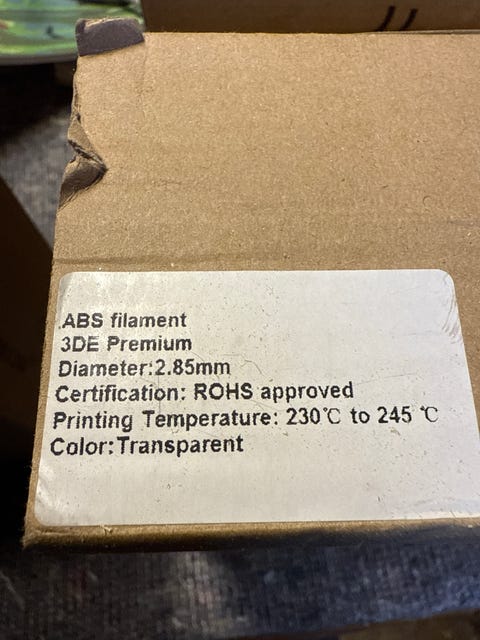 ABS filament
3DE Premium
Diameter:2.85mm
Certification: ROHS approved
Printing Temperature: 230℃ to 245 ℃
Color:Transparent